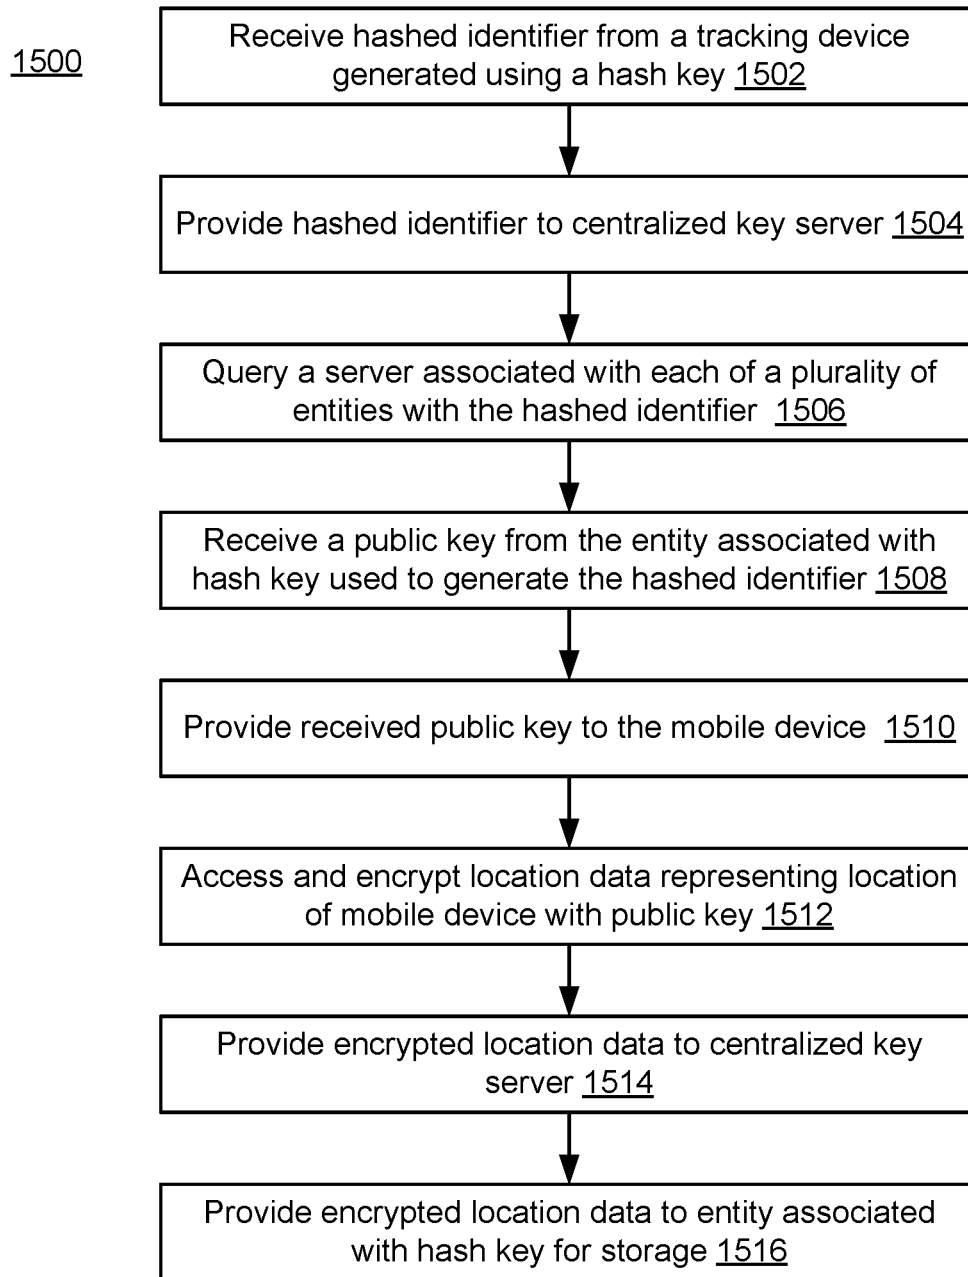 1500
Receive hashed identifier from a tracking device
generated using a hash key 1502
Provide hashed identifier to centralized key server 1504
Query a server associated with each of a plurality of
entities with the hashed identifier 1506
Receive a public key from the entity associated with
hash key used to generate the hashed identifier 1508
Provide received public key to the mobile device 1510
Access and encrypt location data representing location
of mobile device with public key 1512
Provide encrypted location data to centralized key
server 1514
Provide encrypted location data to entity associated
with hash key for storage 1516